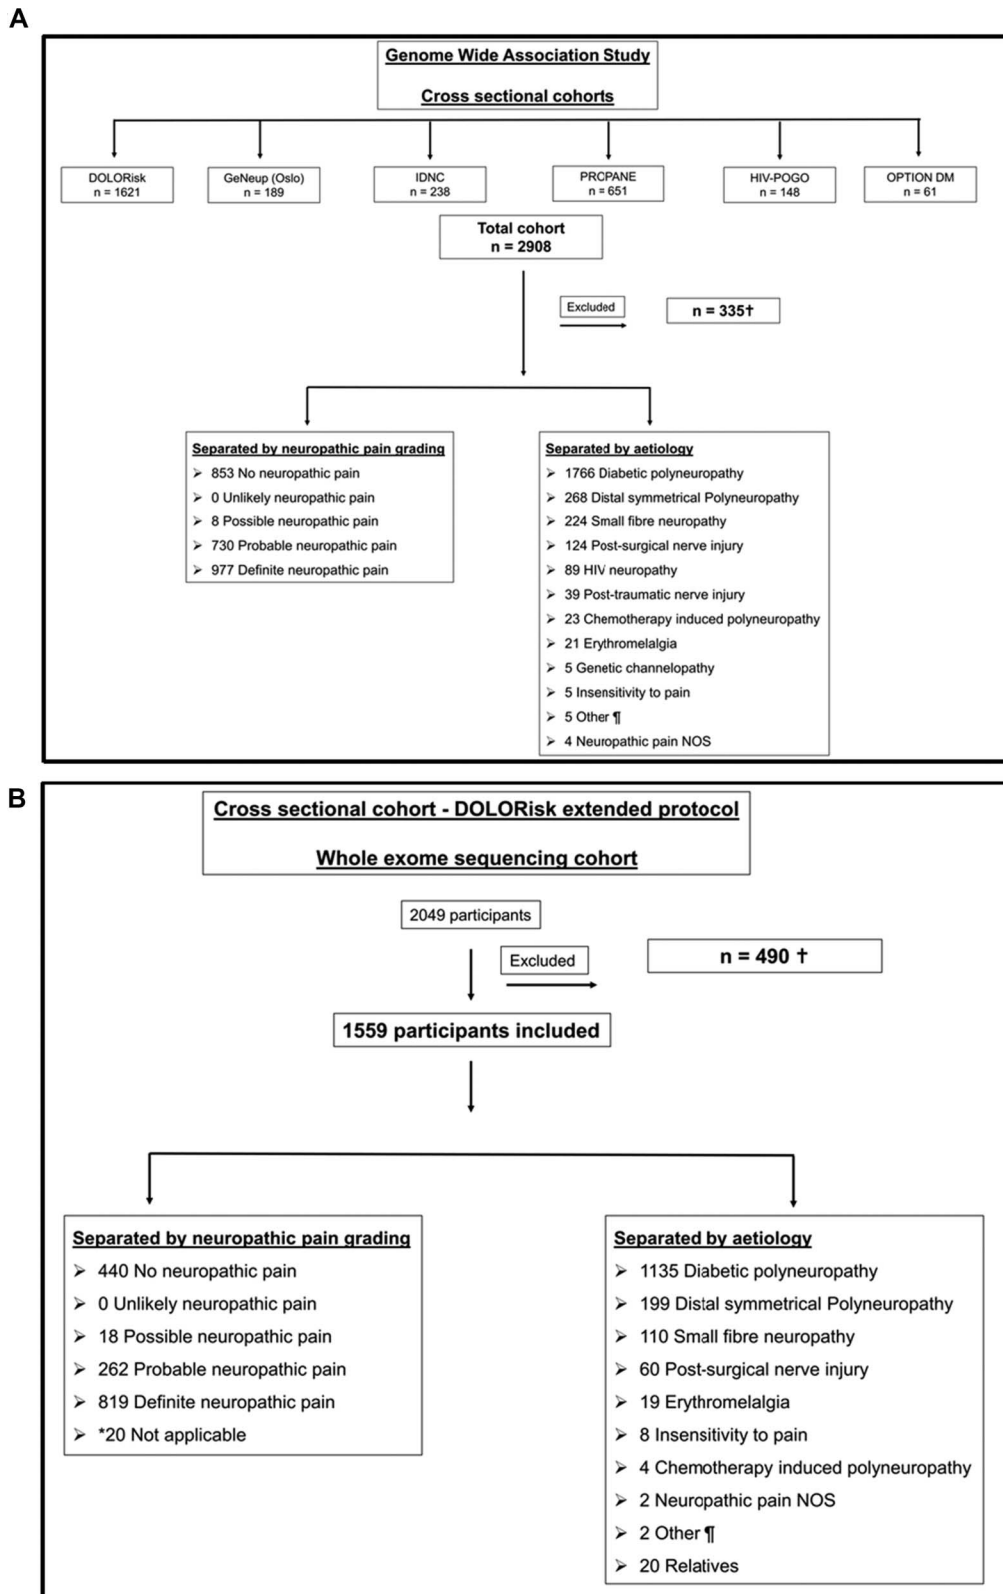 A
Genome Wide Association Study
Cross sectional cohorts
DOLORisk
n = 1621
GeNeup (Oslo)
n = 189
IDNC
n = 238
PROPANE
n = 651
HIV-POGO
n = 148
OPTION DM
n = 61
Total cohort
n = 2908
Excluded
n = 335†
Separated by neuropathic pain grading
➢ 853 No neuropathic pain
➢ 0 Unlikely neuropathic pain
➢ 8 Possible neuropathic pain
➢ 730 Probable neuropathic pain
➢ 977 Definite neuropathic pain
Separated by aetiology
➢ 1766 Diabetic polyneuropathy
➢ 268 Distal symmetrical Polyneuropathy
➢ 224 Small fibre neuropathy
➢ 124 Post-surgical nerve injury
➢ 89 HIV neuropathy
➢ 39 Post-traumatic nerve injury
➢ 23 Chemotherapy induced polyneuropathy
➢ 21 Erythromelalgia
➢ 5 Genetic channelopathy
➢ 5 Insensitivity to pain
➢ 5 Other ¶
➢ 4 Neuropathic pain NOS
B
Cross sectional cohort - DOLORisk extended protocol
Whole exome sequencing cohort
2049 participants
Excluded
n = 490 †
1559 participants included
Separated by neuropathic pain grading
➢ 440 No neuropathic pain
➢ 0 Unlikely neuropathic pain
➢ 18 Possible neuropathic pain
➢ 262 Probable neuropathic pain
➢ 819 Definite neuropathic pain
➢ *20 Not applicable
Separated by aetiology
➢ 1135 Diabetic polyneuropathy
➢ 199 Distal symmetrical Polyneuropathy
➢ 110 Small fibre neuropathy
➢ 60 Post-surgical nerve injury
➢ 19 Erythromelalgia
➢ 8 Insensitivity to pain
➢ 4 Chemotherapy induced polyneuropathy
➢ 2 Neuropathic pain NOS
➢ 2 Other ¶
➢ 20 Relatives